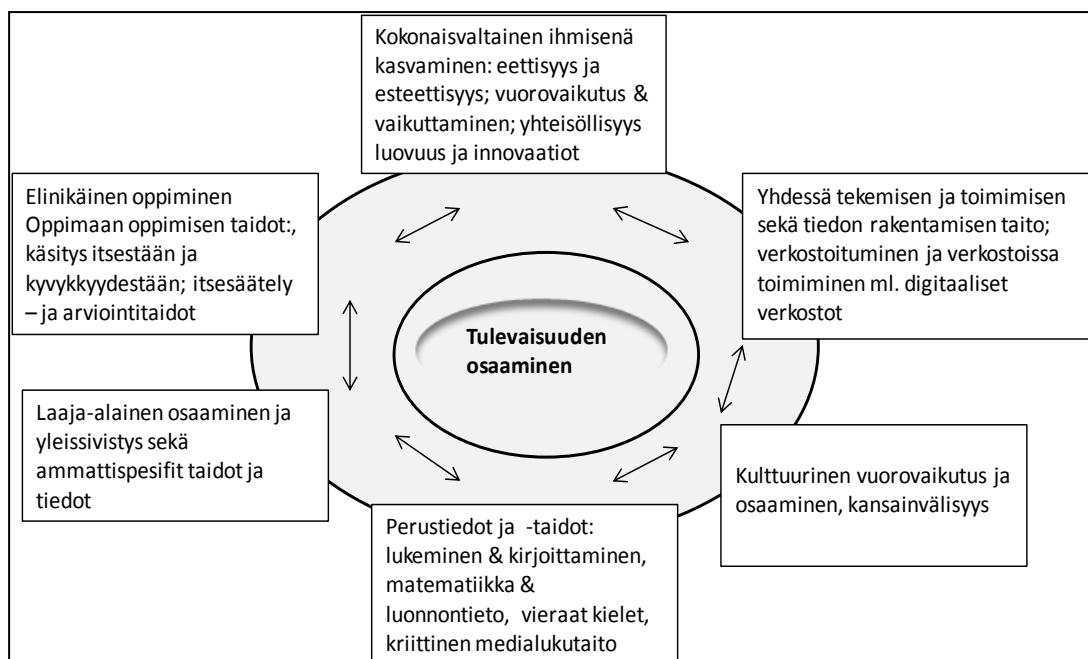 Kokonaisvaltainen ihmisenä
kasvaminen: eettisyys ja
esteettisyys; vuorovaikutus &
vaikuttaminen; yhteisöllisyys
luovuus ja innovaatiot
Elinikäinen oppiminen
Oppimaan oppimisen taidot:,
käsitys itsestään ja
kyvykkyydestään; itsesäätely
– ja arviointitaidot
Yhdessä tekemisen ja toimimisen
sekä tiedon rakentamisen taito;
verkostoituminen ja verkostoissa
toimiminen ml. digitaaliset
verkostot
Tulevaisuuden
osaaminen
Laaja-alainen osaaminen ja
yleissivistys sekä
ammattispesifit taidot ja
tiedot
Kulttuurinen vuorovaikutus ja
osaaminen, kansainvälisyys
Perustiedot ja -taidot:
lukeminen & kirjoittaminen,
matematiikka &
luonnontieto, vieraat kielet,
kriittinen medialukutaito